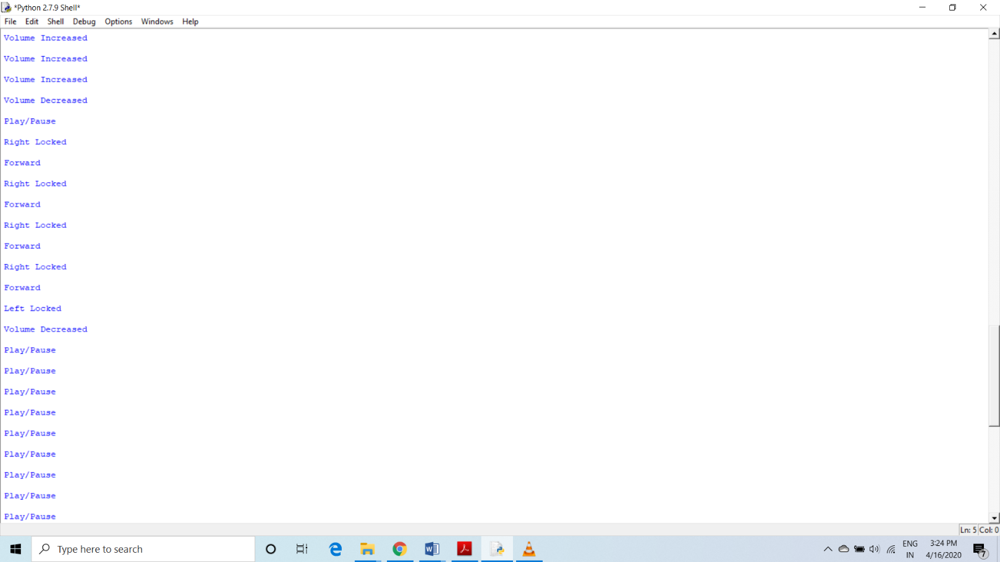 *Python 2.7.9 Shell*
File Edit Shell Debug Options Windows Help
Volume Increased
Volume Increased
Volume Increased
Volume Decreased
Play/Pause
Right Locked
Forward
Right Locked
Forward
Right Locked
Forward
Right Locked
Forward
Left Locked
Volume Decreased
Play/Pause
Play/Pause
Play/Pause
Play/Pause
Play/Pause
Play/Pause
Play/Pause
Play/Pause
Play/Pause
Ln: 5 Col: 0
Type here to search
ENG 3:24 PM
IN 4/16/2020 7